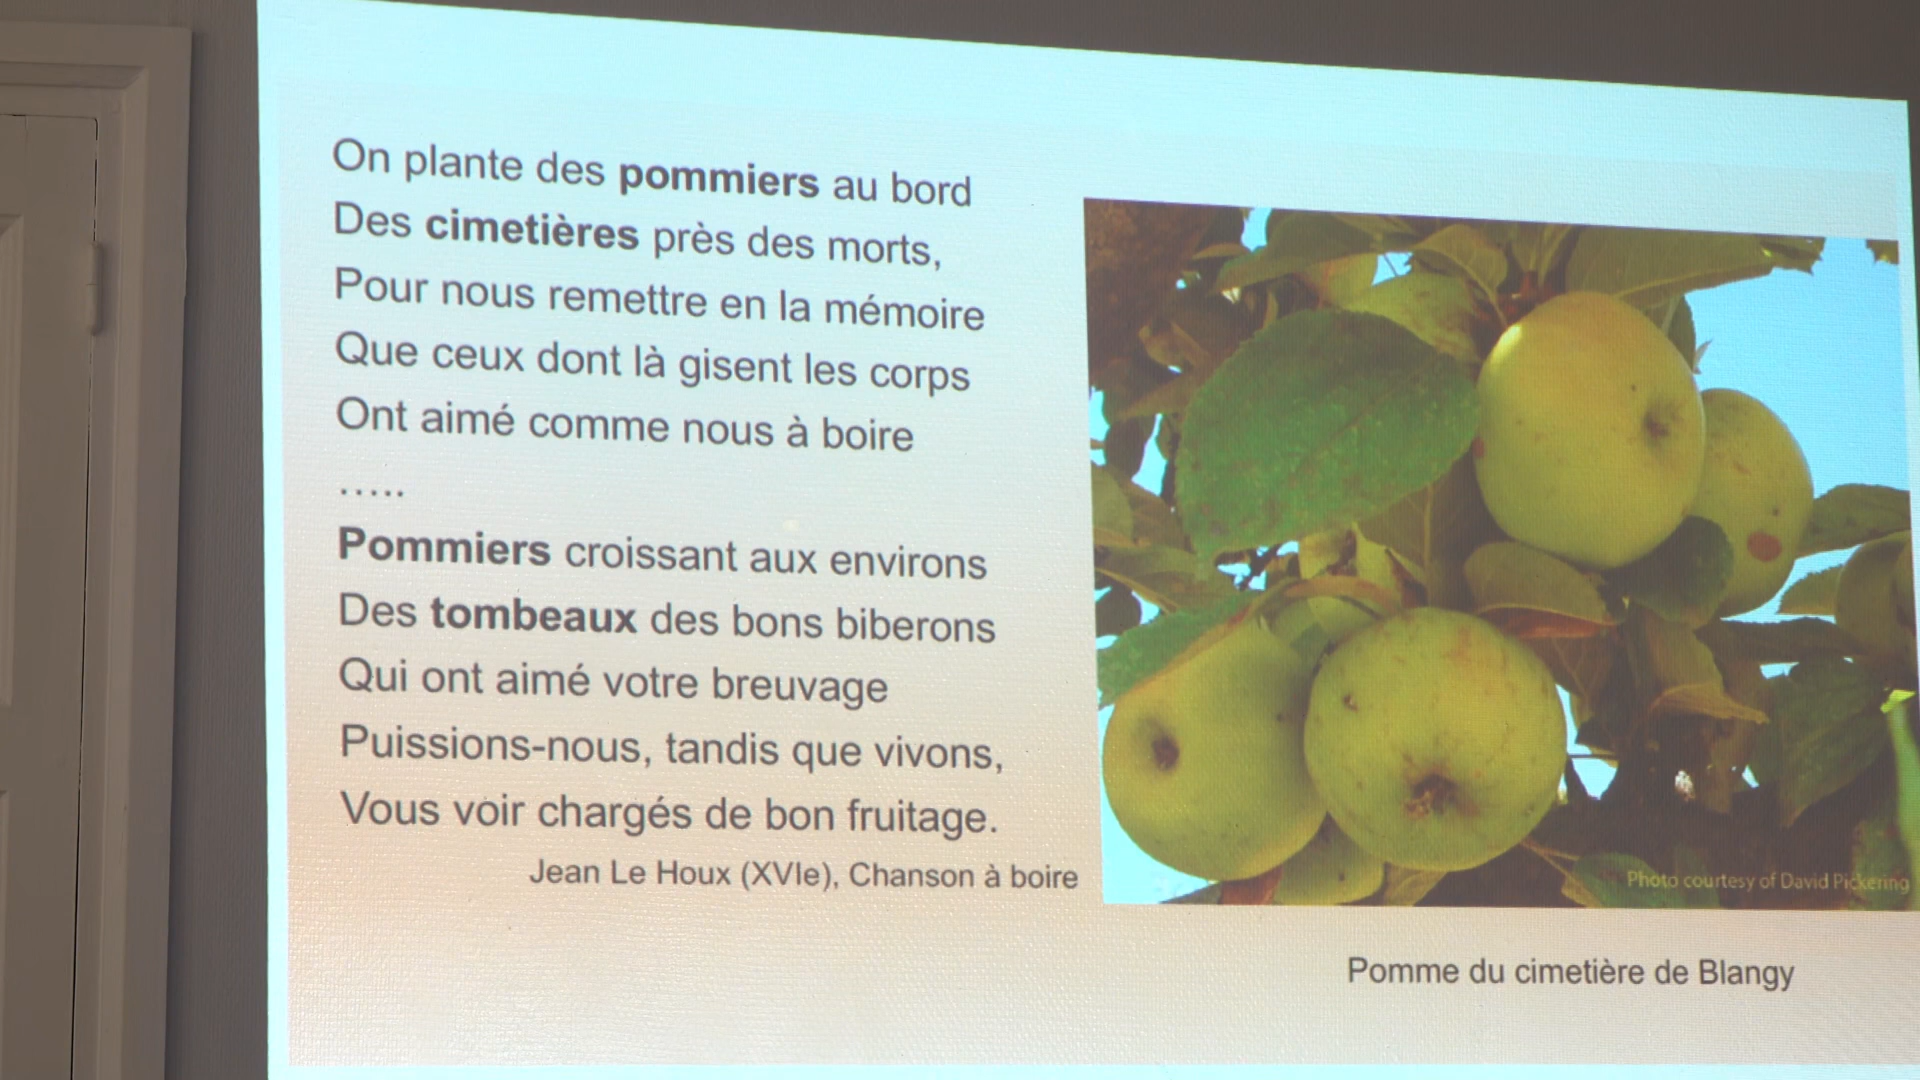 On plante des pommiers au bord
Des cimetières près des morts,
Pour nous remettre en la mémoire
Que ceux dont là gisent les corps
Ont aimé comme nous à boire
.....
Pommiers croissant aux environs
Des tombeaux des bons biberons
Qui ont aimé votre breuvage
Puissions-nous, tandis que vivons,
Vous voir chargés de bon fruitage.
Jean Le Houx (XVIe), Chanson à boire
Photo courtesy of David Pickering
Pomme du cimetière de Blangy